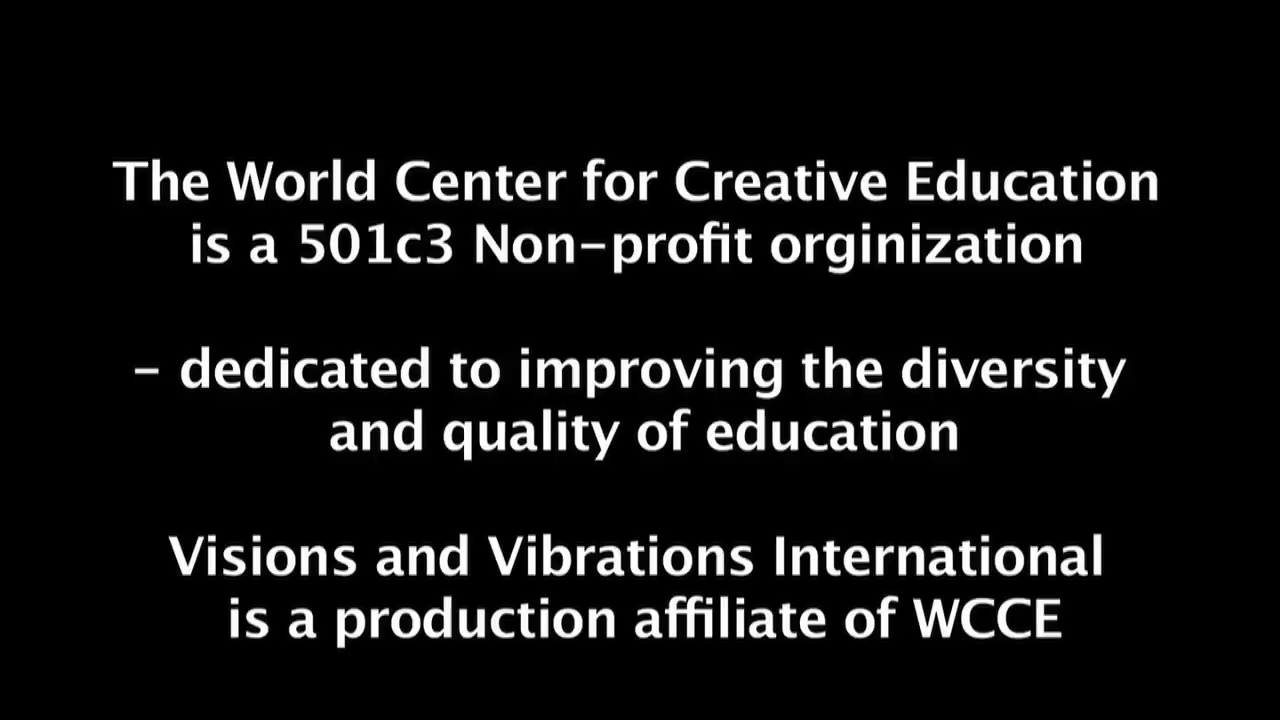 The World Center for Creative Education
is a 501c3 Non-profit orginization
- dedicated to improving the diversity
and quality of education
Visions and Vibrations International
is a production affiliate of WCCE